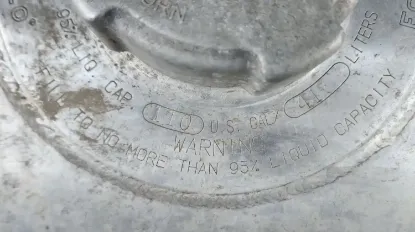 95% LIQ. CAP. U.S. GAL/ LITERS
WARNING
FILL TO NO MORE THAN 95% LIQUID CAPACITY